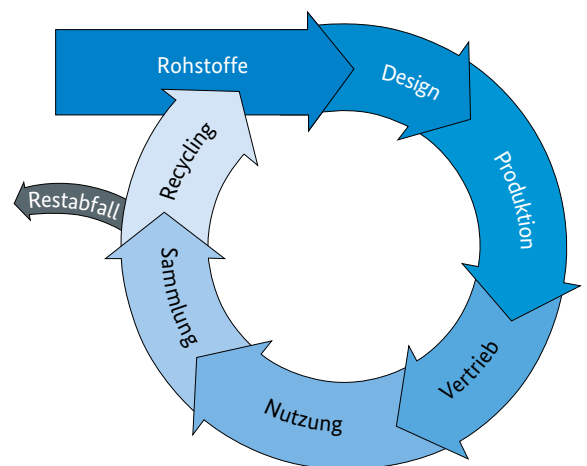 Rohstoffe
Design
Produktion
Vertrieb
Nutzung
Sammlung
Recycling
Restabfall